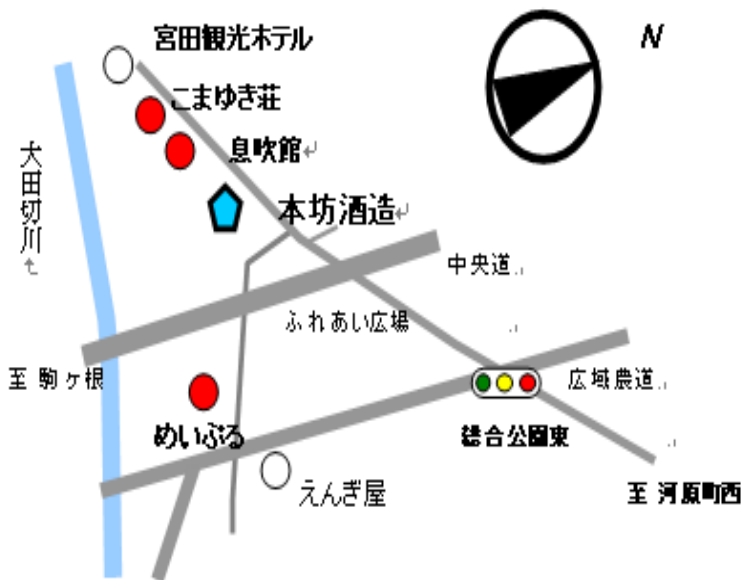 宮田観光ホテル
N
こまゆき荘
息吹館
太田切川
本坊酒造
中央道
ふれあい広場
至 駒ヶ根
広域農道
めいぷる
総合公園東
えんぎ屋
至 河原町西